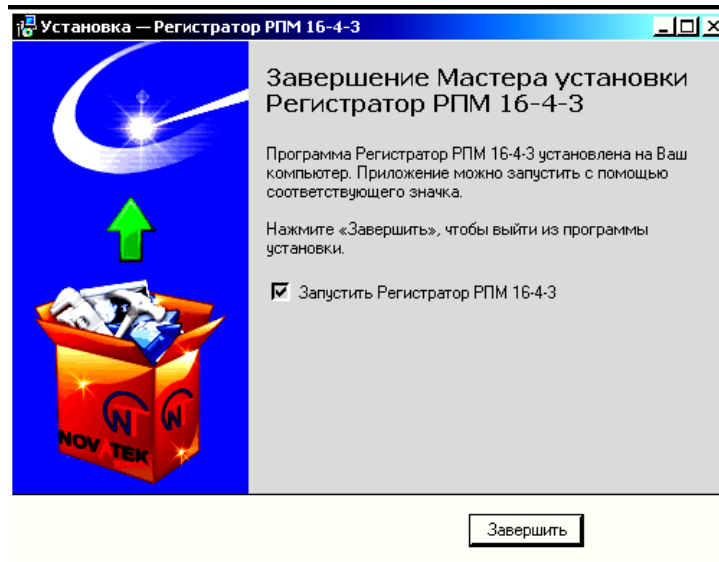 Установка — Регистратор РПМ 16-4-3
Завершение Мастера установки
Регистратор РПМ 16-4-3
Программа Регистратор РПМ 16-4-3 установлена на Ваш
компьютер. Приложение можно запустить с помощью
соответствующего значка.
Нажмите «Завершить», чтобы выйти из программы
установки.
Запустить Регистратор РПМ 16-4-3
NT
NT
NOVATEK
Завершить